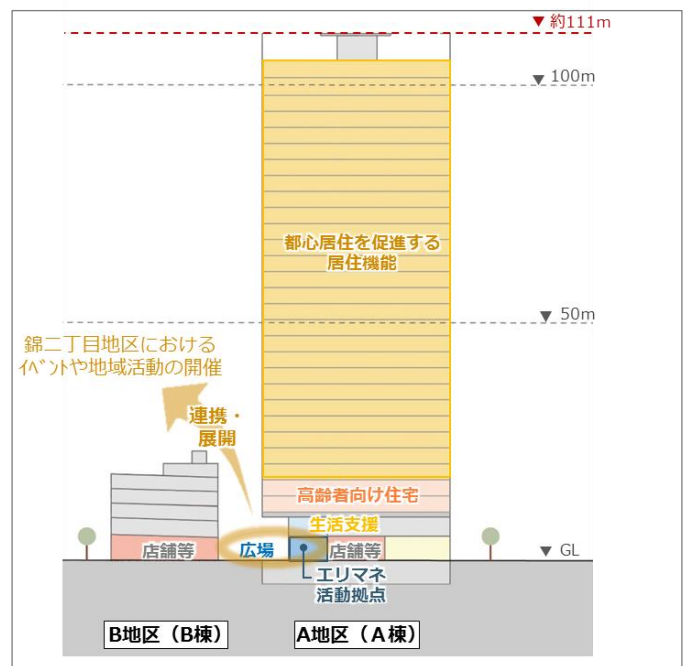 ▼ 約111m
▼ 100m
都心居住を促進する
居住機能
▼ 50m
錦二丁目地区における
ｲﾍﾞﾝﾄや地域活動の開催
連携・
展開
高齢者向け住宅
生活支援
店舗等
広場
店舗等
▼ GL
エリマネ
活動拠点
B地区（B棟）
A地区（A棟）